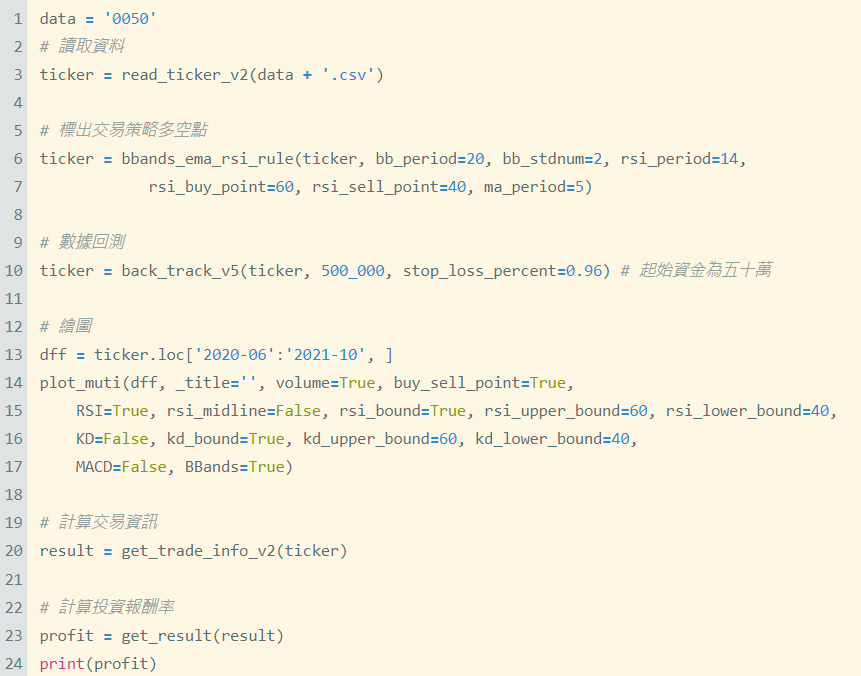 1 data = '0050'
2 # 讀取資料
3 ticker = read_ticker_v2(data + '.csv')
4
5 # 標出交易策略多空點
6 ticker = bbands_ema_rsi_rule(ticker, bb_period=20, bb_stdnum=2, rsi_period=14,
7 rsi_buy_point=60, rsi_sell_point=40, ma_period=5)
8
9 # 數據回測
10 ticker = back_track_v5(ticker, 500_000, stop_loss_percent=0.96) # 起始資金為五十萬
11
12 # 繪圖
13 dff = ticker.loc['2020-06':'2021-10', ]
14 plot_muti(dff, _title='', volume=True, buy_sell_point=True,
15 RSI=True, rsi_midline=False, rsi_bound=True, rsi_upper_bound=60, rsi_lower_bound=40,
16 KD=False, kd_bound=True, kd_upper_bound=60, kd_lower_bound=40,
17 MACD=False, BBands=True)
18
19 # 計算交易資訊
20 result = get_trade_info_v2(ticker)
21
22 # 計算投資報酬率
23 profit = get_result(result)
24 print(profit)